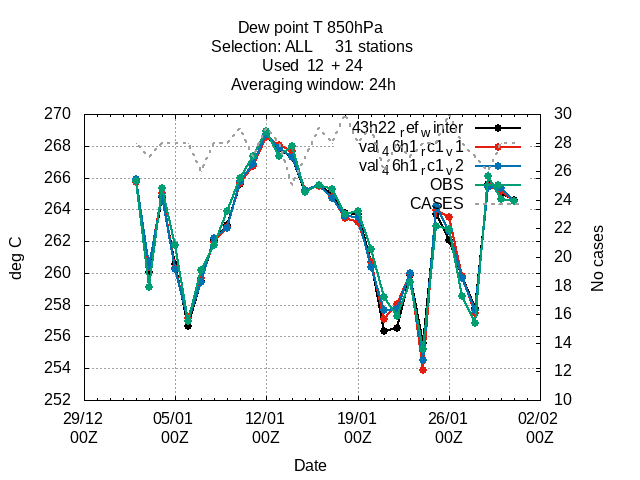 Dew point T 850hPa
Selection: ALL 31 stations
Used 12 + 24
Averaging window: 24h
270
268
266
264
262
260
258
256
254
252
30
28
26
24
22
20
18
16
14
12
10
43h22ref_winter
val_46h1_rc1_v1
val_46h1_rc1_v2
OBS
CASES
deg C
No cases
29/12 05/01 12/01 19/01 26/01 02/02
00Z 00Z 00Z 00Z 00Z 00Z
Date